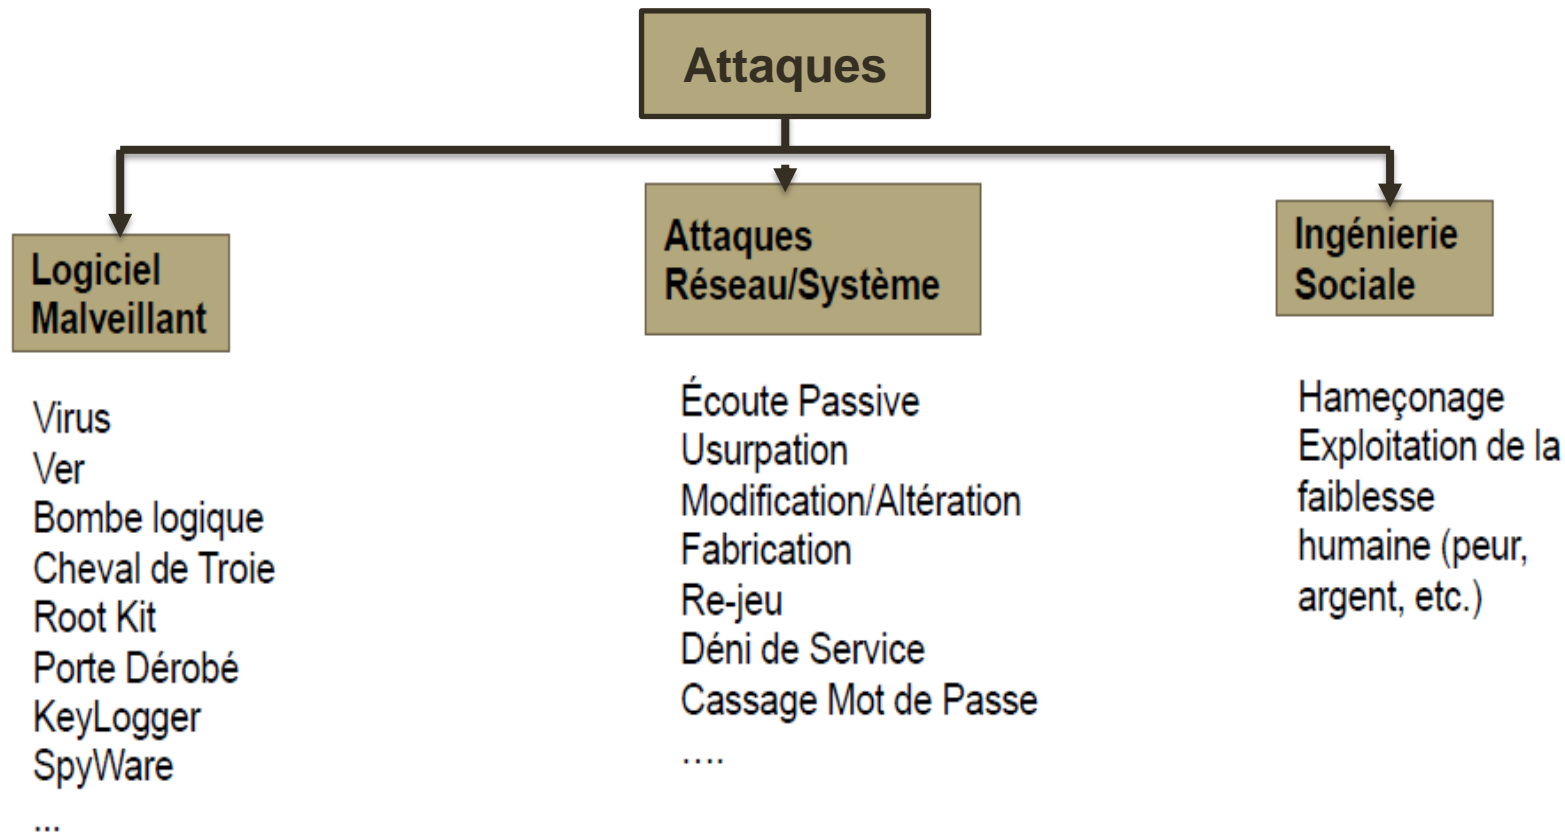 Attaques
Logiciel
Malveillant
Virus
Ver
Bombe logique
Cheval de Troie
Root Kit
Porte Dérobé
KeyLogger
SpyWare
...
Attaques
Réseau/Système
Écoute Passive
Usurpation
Modification/Altération
Fabrication
Re-jeu
Déni de Service
Cassage Mot de Passe
....
Ingénierie
Sociale
Hameçonage
Exploitation de la
faiblesse
humaine (peur,
argent, etc.)